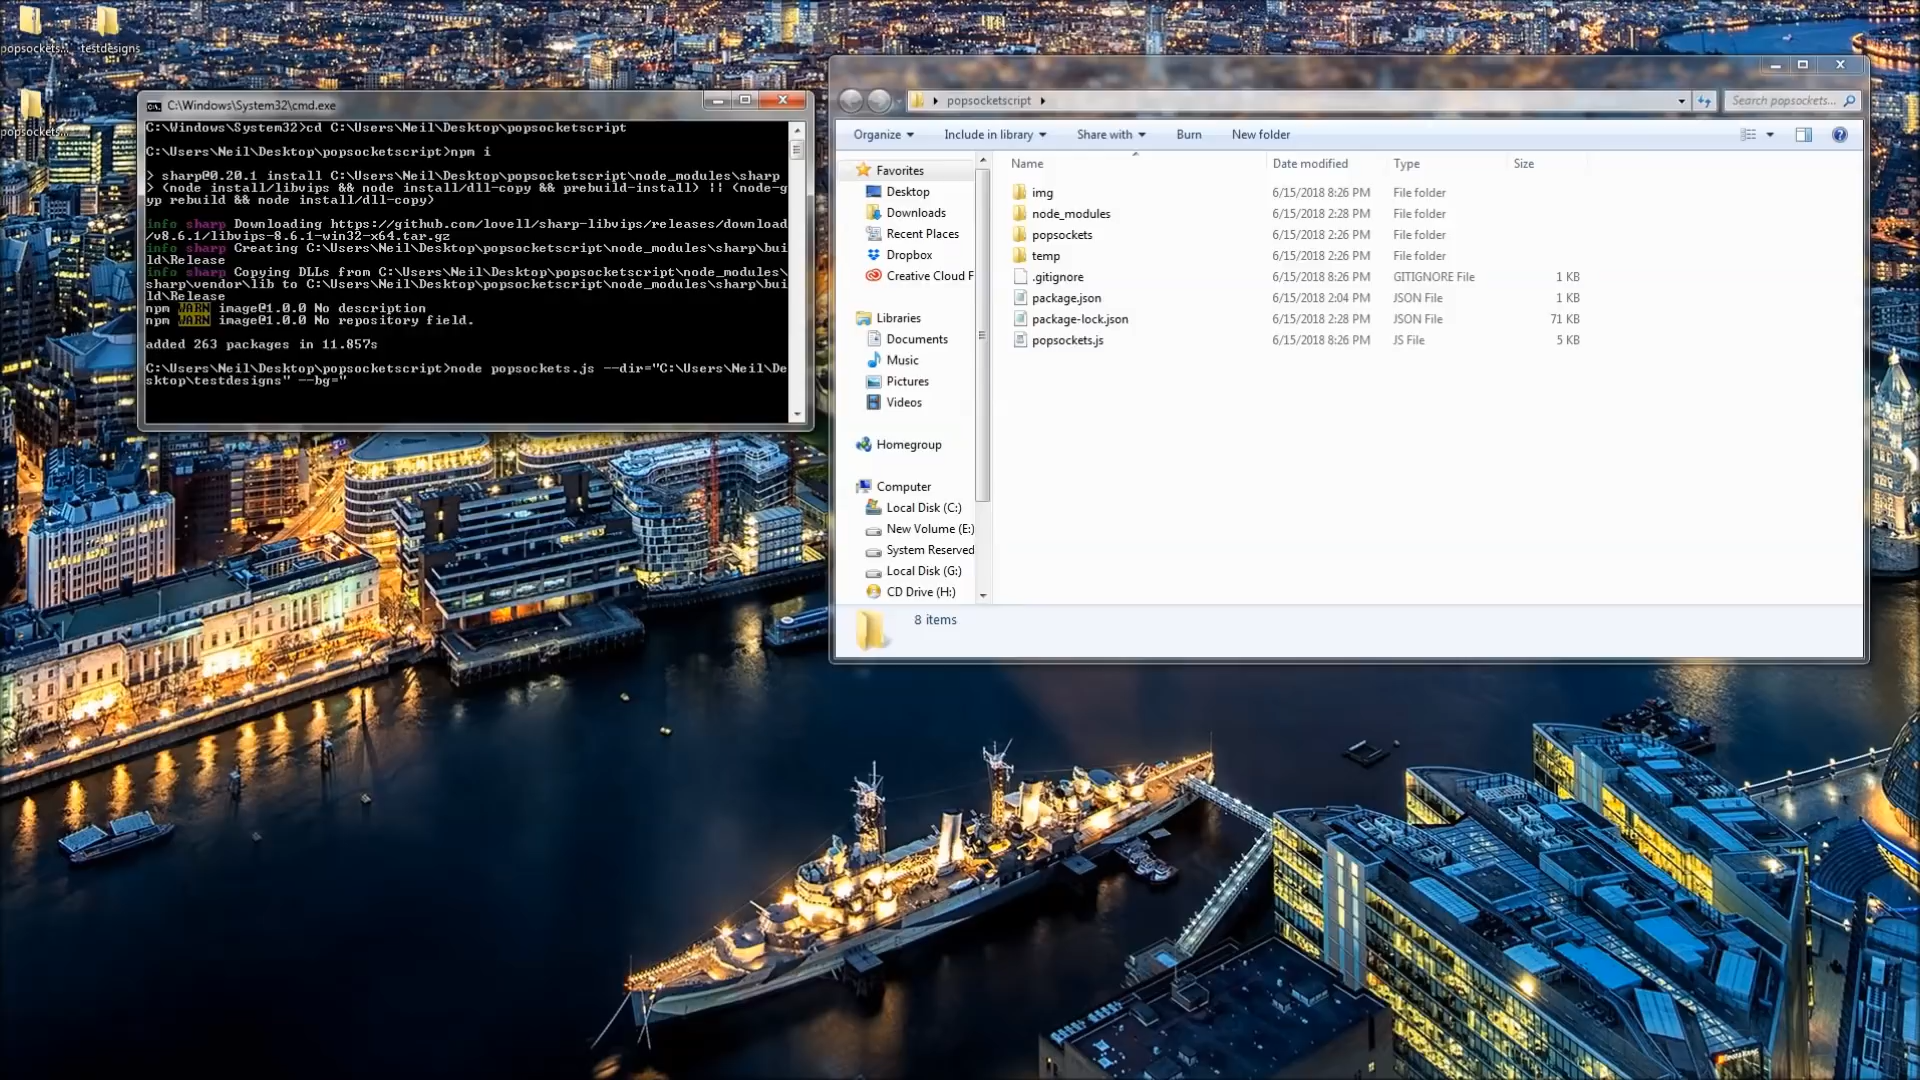 popsockets...
testdesigns
popsockets...
C:\Windows\System32\cmd.exe
C:\Windows\System32>cd C:\Users\Neil\Desktop\popsocketscript
C:\Users\Neil\Desktop\popsocketscript>npm i
> sharp@0.20.1 install C:\Users\Neil\Desktop\popsocketscript\node_modules\sharp
> (node install/libvips && node install/dll-copy && prebuild-install) || (node-g
yp rebuild && node install/dll-copy)
info sharp Downloading https://github.com/lovell/sharp-libvips/releases/download
/v8.6.1/libvips-8.6.1-win32-x64.tar.gz
info sharp Creating C:\Users\Neil\Desktop\popsocketscript\node_modules\sharp\bui
ld\Release
info sharp Copying DLLs from C:\Users\Neil\Desktop\popsocketscript\node_modules\
sharp\vendor\lib to C:\Users\Neil\Desktop\popsocketscript\node_modules\sharp\bui
ld\Release
npm WARN image@1.0.0 No description
npm WARN image@1.0.0 No repository field.
added 263 packages in 11.857s
C:\Users\Neil\Desktop\popsocketscript>node popsockets.js --dir="C:\Users\Neil\De
sktop\testdesigns" --bg="
popsocketscript
Search popsockets...
Organize
Include in library
Share with
Burn
New folder
Favorites
Desktop
Downloads
Recent Places
Dropbox
Creative Cloud F
Libraries
Documents
Music
Pictures
Videos
Homegroup
Computer
Local Disk (C:)
New Volume (E:)
System Reserved
Local Disk (G:)
CD Drive (H:)
Name Date modified Type Size
img 6/15/2018 8:26 PM File folder
node_modules 6/15/2018 2:28 PM File folder
popsockets 6/15/2018 2:26 PM File folder
temp 6/15/2018 2:26 PM File folder
.gitignore 6/15/2018 8:26 PM GITIGNORE File 1 KB
package.json 6/15/2018 2:04 PM JSON File 1 KB
package-lock.json 6/15/2018 2:28 PM JSON File 71 KB
popsockets.js 6/15/2018 8:26 PM JS File 5 KB
8 items